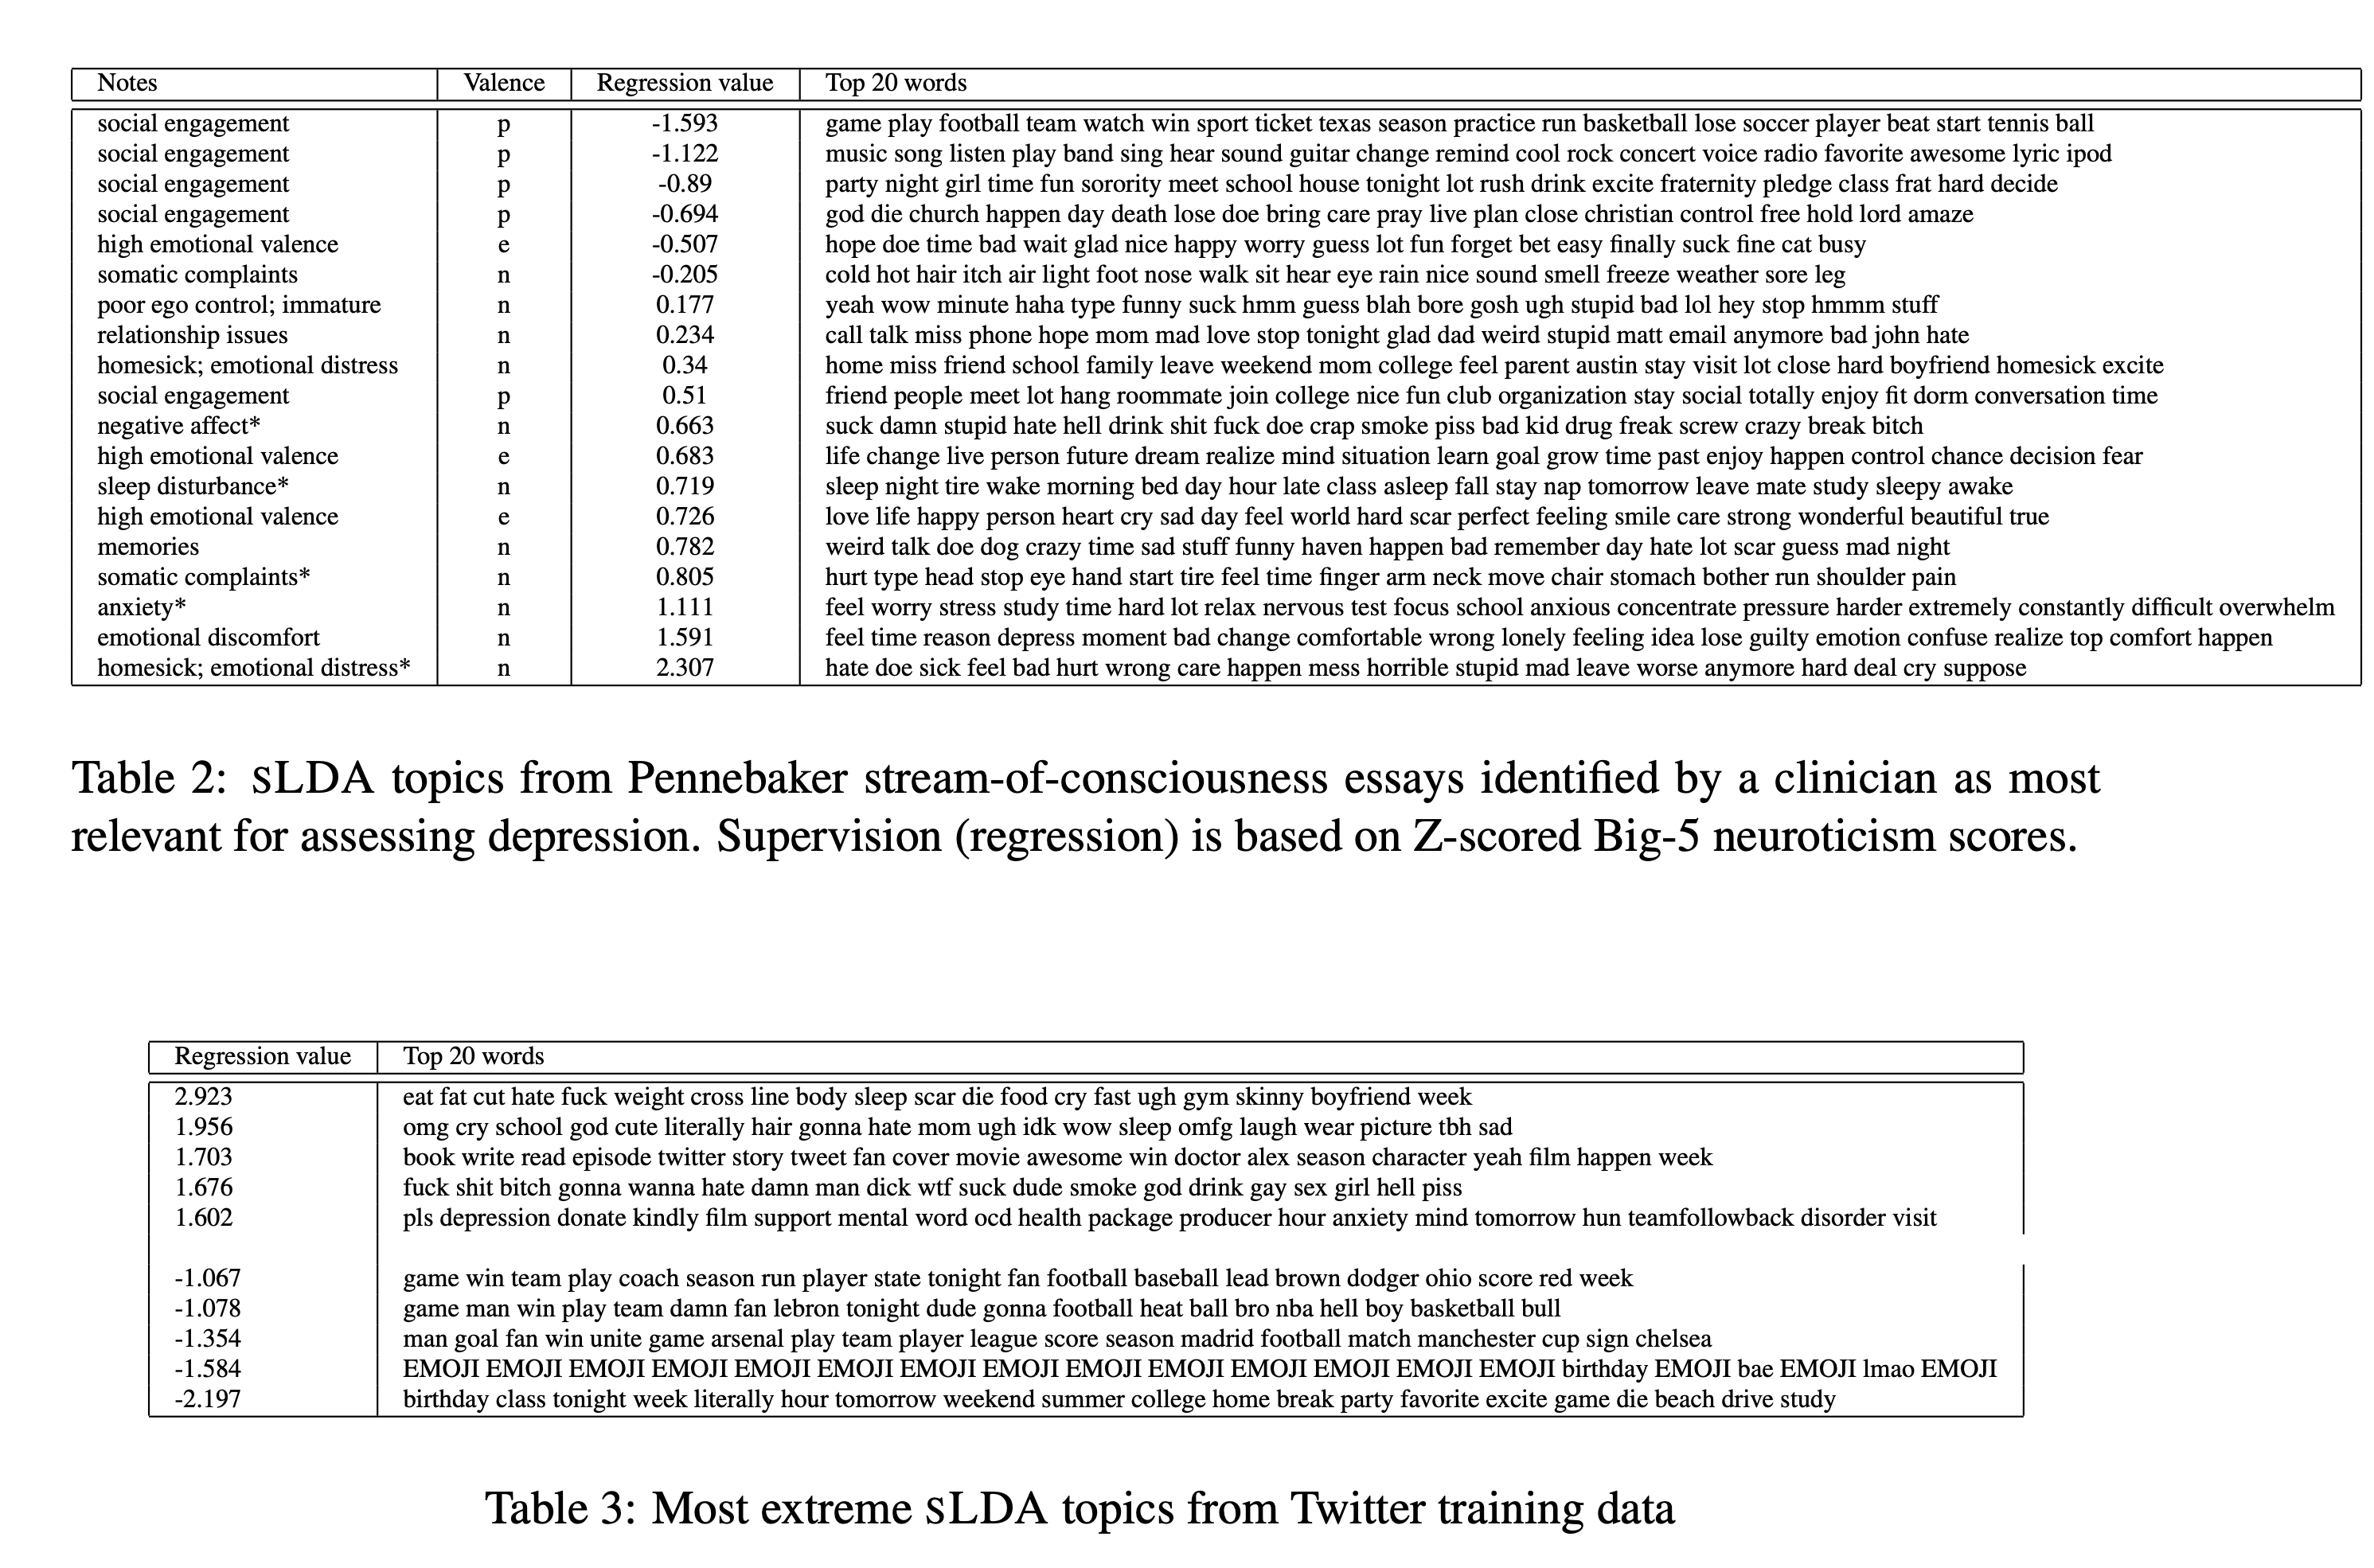 Notes Valence Regression value Top 20 words
social engagement p -1.593 game play football team watch win sport ticket texas season practice run basketball lose soccer player beat start tennis ball
social engagement p -1.122 music song listen play band sing hear sound guitar change remind cool rock concert voice radio favorite awesome lyric ipod
social engagement p -0.89 party night girl time fun sorority meet school house tonight lot rush drink excite fraternity pledge class frat hard decide
social engagement p -0.694 god die church happen day death lose doe bring care pray live plan close christian control free hold lord amaze
high emotional valence e -0.507 hope doe time bad wait glad nice happy worry guess lot fun forget bet easy finally suck fine cat busy
somatic complaints n -0.205 cold hot hair itch air light foot nose walk sit hear eye rain nice sound smell freeze weather sore leg
poor ego control; immature n 0.177 yeah wow minute haha type funny suck hmm guess blah bore gosh ugh stupid bad lol hey stop hmmm stuff
relationship issues n 0.234 call talk miss phone hope mom mad love stop tonight glad dad weird stupid matt email anymore bad john hate
homesick; emotional distress n 0.34 home miss friend school family leave weekend mom college feel parent austin stay visit lot close hard boyfriend homesick excite
social engagement p 0.51 friend people meet lot hang roommate join college nice fun club organization stay social totally enjoy fit dorm conversation time
negative affect* n 0.663 suck damn stupid hate hell drink shit fuck doe crap smoke piss bad kid drug freak screw crazy break bitch
high emotional valence e 0.683 life change live person future dream realize mind situation learn goal grow time past enjoy happen control chance decision fear
sleep disturbance* n 0.719 sleep night tire wake morning bed day hour late class asleep fall stay nap tomorrow leave mate study sleepy awake
high emotional valence e 0.726 love life happy person heart cry sad day feel world hard scar perfect feeling smile care strong wonderful beautiful true
memories n 0.782 weird talk doe dog crazy time sad stuff funny haven happen bad remember day hate lot scar guess mad night
somatic complaints* n 0.805 hurt type head stop eye hand start tire feel time finger arm neck move chair stomach bother run shoulder pain
anxiety* n 1.111 feel worry stress study time hard lot relax nervous test focus school anxious concentrate pressure harder extremely constantly difficult overwhelm
emotional discomfort n 1.591 feel time reason depress moment bad change comfortable wrong lonely feeling idea lose guilty emotion confuse realize top comfort happen
homesick; emotional distress* n 2.307 hate doe sick feel bad hurt wrong care happen mess horrible stupid mad leave worse anymore hard deal cry suppose
Table 2: SLDA topics from Pennebaker stream-of-consciousness essays identified by a clinician as most
relevant for assessing depression. Supervision (regression) is based on Z-scored Big-5 neuroticism scores.
Regression value Top 20 words
2.923 eat fat cut hate fuck weight cross line body sleep scar die food cry fast ugh gym skinny boyfriend week
1.956 omg cry school god cute literally hair gonna hate mom ugh idk wow sleep omfg laugh wear picture tbh sad
1.703 book write read episode twitter story tweet fan cover movie awesome win doctor alex season character yeah film happen week
1.676 fuck shit bitch gonna wanna hate damn man dick wtf suck dude smoke god drink gay sex girl hell piss
1.602 pls depression donate kindly film support mental word ocd health package producer hour anxiety mind tomorrow hun teamfollowback disorder visit
-1.067 game win team play coach season run player state tonight fan football baseball lead brown dodger ohio score red week
-1.078 game man win play team damn fan lebron tonight dude gonna football heat ball bro nba hell boy basketball bull
-1.354 man goal fan win unite game arsenal play team player league score season madrid football match manchester cup sign chelsea
-1.584 EMOJI EMOJI EMOJI EMOJI EMOJI EMOJI EMOJI EMOJI EMOJI EMOJI EMOJI EMOJI EMOJI EMOJI birthday EMOJI bae EMOJI lmao EMOJI
-2.197 birthday class tonight week literally hour tomorrow weekend summer college home break party favorite excite game die beach drive study
Table 3: Most extreme SLDA topics from Twitter training data